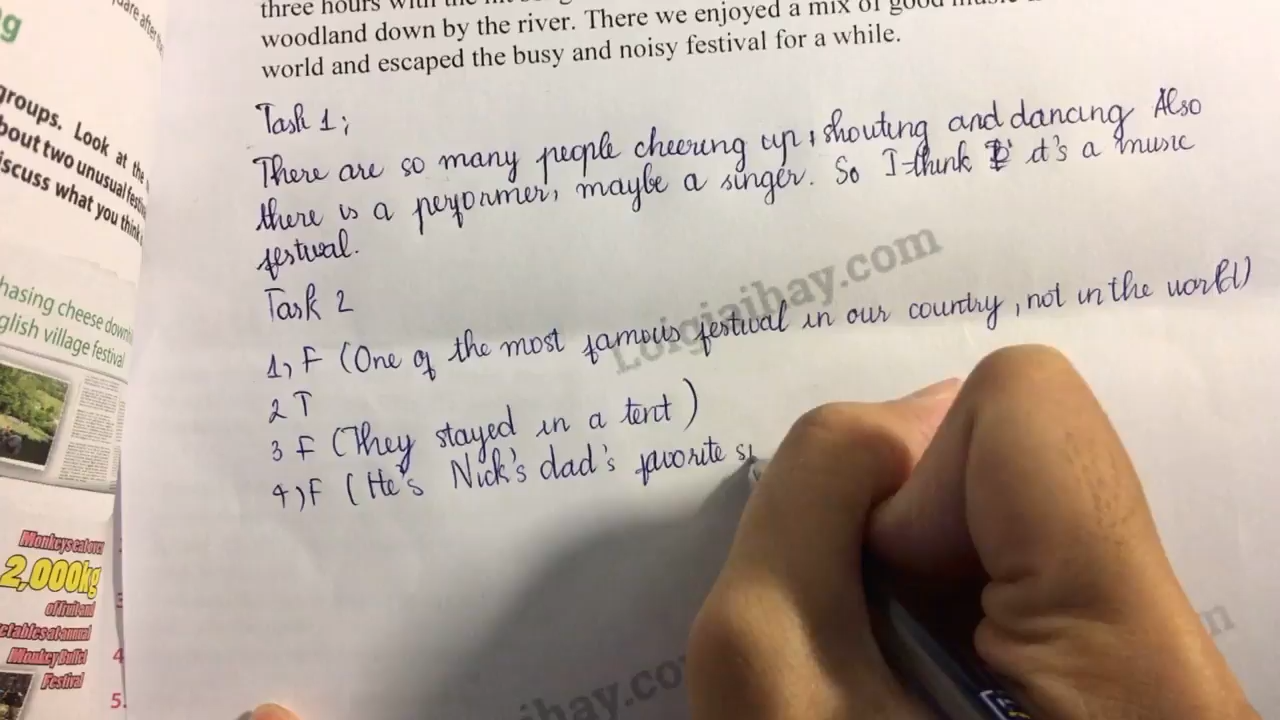 three hours with the
woodland down by the river. There we enjoyed a mix of good music
world and escaped the busy and noisy festival for a while.
Task 1;
There are so many people cheering up, shouting and dancing Also
there is a performer, maybe a singer. So I think it's a music
festival.
Task 2
1) F (One of the most famous festival in our country, not in the world)
2 T
3 F (They stayed in a tent)
4) F (He's Nick's dad's favorite
Loigiaihay.com
groups. Look at the
bout two unusual
iscuss what you think
hasing cheese
glish village festival
Monkeys eat over
2,000kg
of fruit and
etables at annual
Monkey Buffet
Festival
4
5.